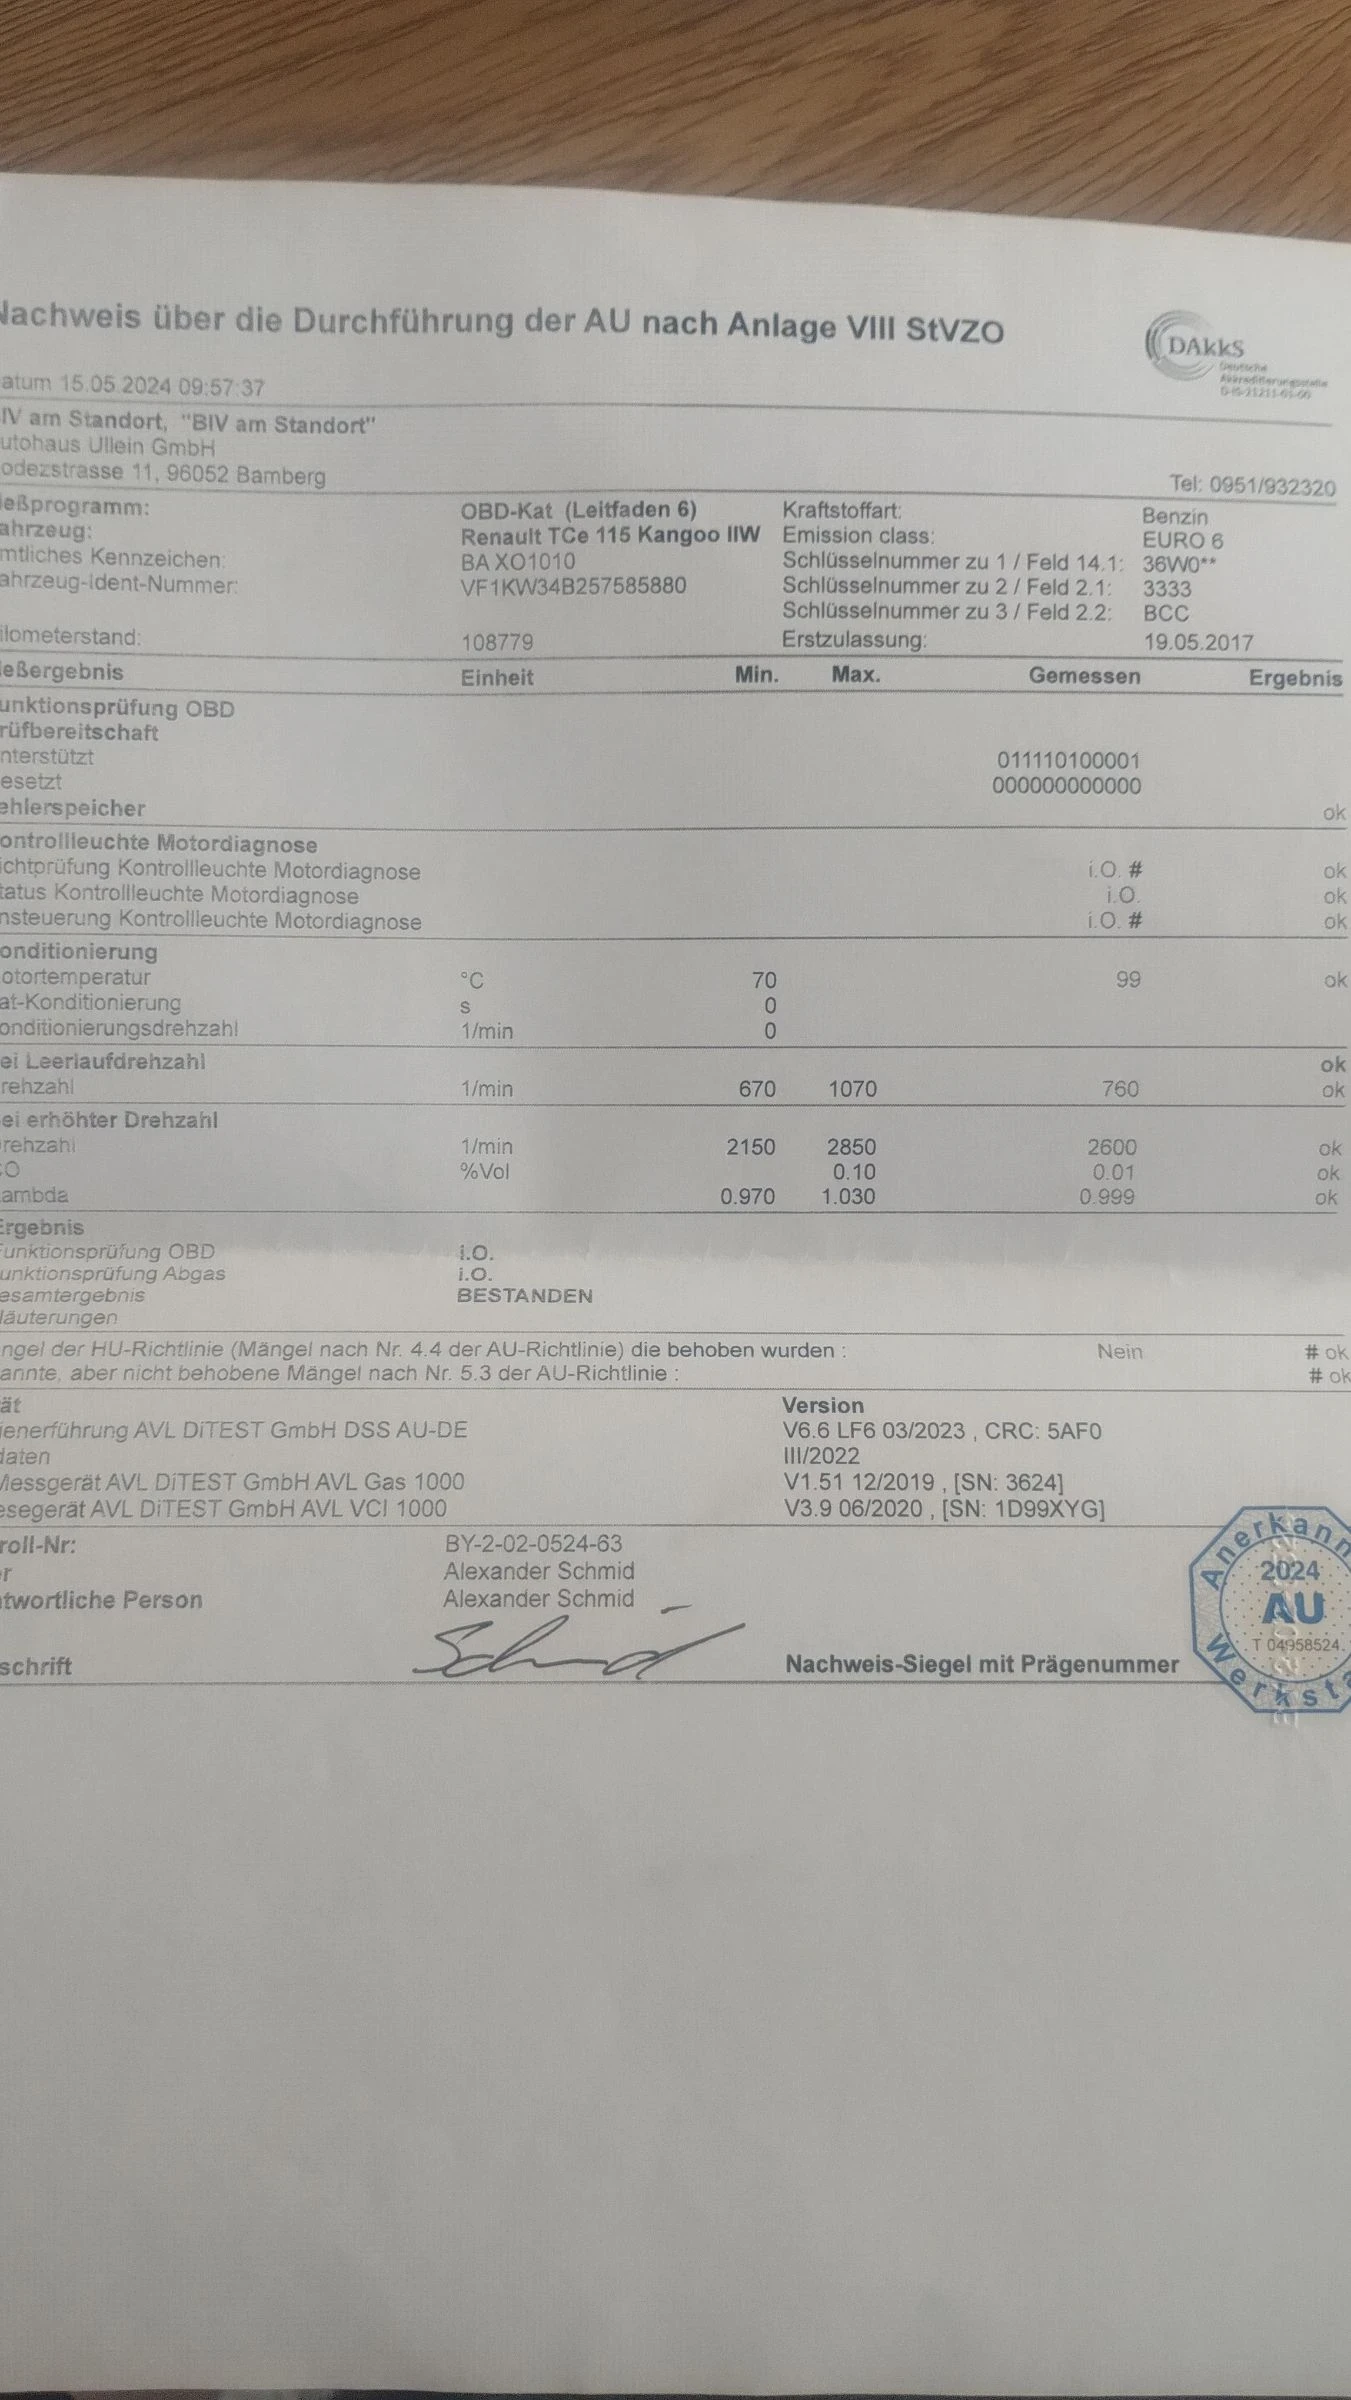 Nachweis über die Durchführung der AU nach Anlage VIII StVZO
DAkkS
Deutsche
Akkreditierungsstelle
atum 15.05.2024 09:57:37
IV am Standort, "BIV am Standort"
utohaus Ullein GmbH
odezstrasse 11, 96052 Bamberg
Tel: 0951/932320
eßprogramm: OBD-Kat (Leitfaden 6) Kraftstoffart: Benzin
ahrzeug: Renault TCe 115 Kangoo IIW Emission class: EURO 6
mtliches Kennzeichen: BA XO1010 Schlüsselnummer zu 1 / Feld 14.1: 36W0**
ahrzeug-Ident-Nummer: VF1KW34B257585880 Schlüsselnummer zu 2 / Feld 2.1: 3333
Schlüsselnummer zu 3 / Feld 2.2: BCC
ilometerstand: 108779 Erstzulassung: 19.05.2017
eßergebnis Einheit Min. Max. Gemessen Ergebnis
unktionsprüfung OBD
rüfbereitschaft
nterstützt 011110100001
esetzt 000000000000
ehlerspeicher ok
ontrollleuchte Motordiagnose
ichtprüfung Kontrollleuchte Motordiagnose i.O. # ok
tatus Kontrollleuchte Motordiagnose i.O. ok
nsteuerung Kontrollleuchte Motordiagnose i.O. # ok
onditionierung
otortemperatur °C 70 99 ok
at-Konditionierung s 0
onditionierungsdrehzahl 1/min 0
ei Leerlaufdrehzahl ok
rehzahl 1/min 670 1070 760 ok
ei erhöhter Drehzahl
rehzahl 1/min 2150 2850 2600 ok
CO %Vol 0.10 0.01 ok
ambda 0.970 1.030 0.999 ok
Ergebnis
Funktionsprüfung OBD i.O.
unktionsprüfung Abgas i.O.
esamtergebnis BESTANDEN
läuterungen
ngel der HU-Richtlinie (Mängel nach Nr. 4.4 der AU-Richtlinie) die behoben wurden : Nein # ok
annte, aber nicht behobene Mängel nach Nr. 5.3 der AU-Richtlinie : # ok
ät Version
ienerführung AVL DiTEST GmbH DSS AU-DE V6.6 LF6 03/2023 , CRC: 5AF0
daten III/2022
Messgerät AVL DiTEST GmbH AVL Gas 1000 V1.51 12/2019 , [SN: 3624]
esegerät AVL DiTEST GmbH AVL VCI 1000 V3.9 06/2020 , [SN: 1D99XYG]
roll-Nr: BY-2-02-0524-63
r Alexander Schmid
twortliche Person Alexander Schmid
schrift Schmid Nachweis-Siegel mit Prägenummer
Anerkann
2024
AU
T 04958524
Werksta